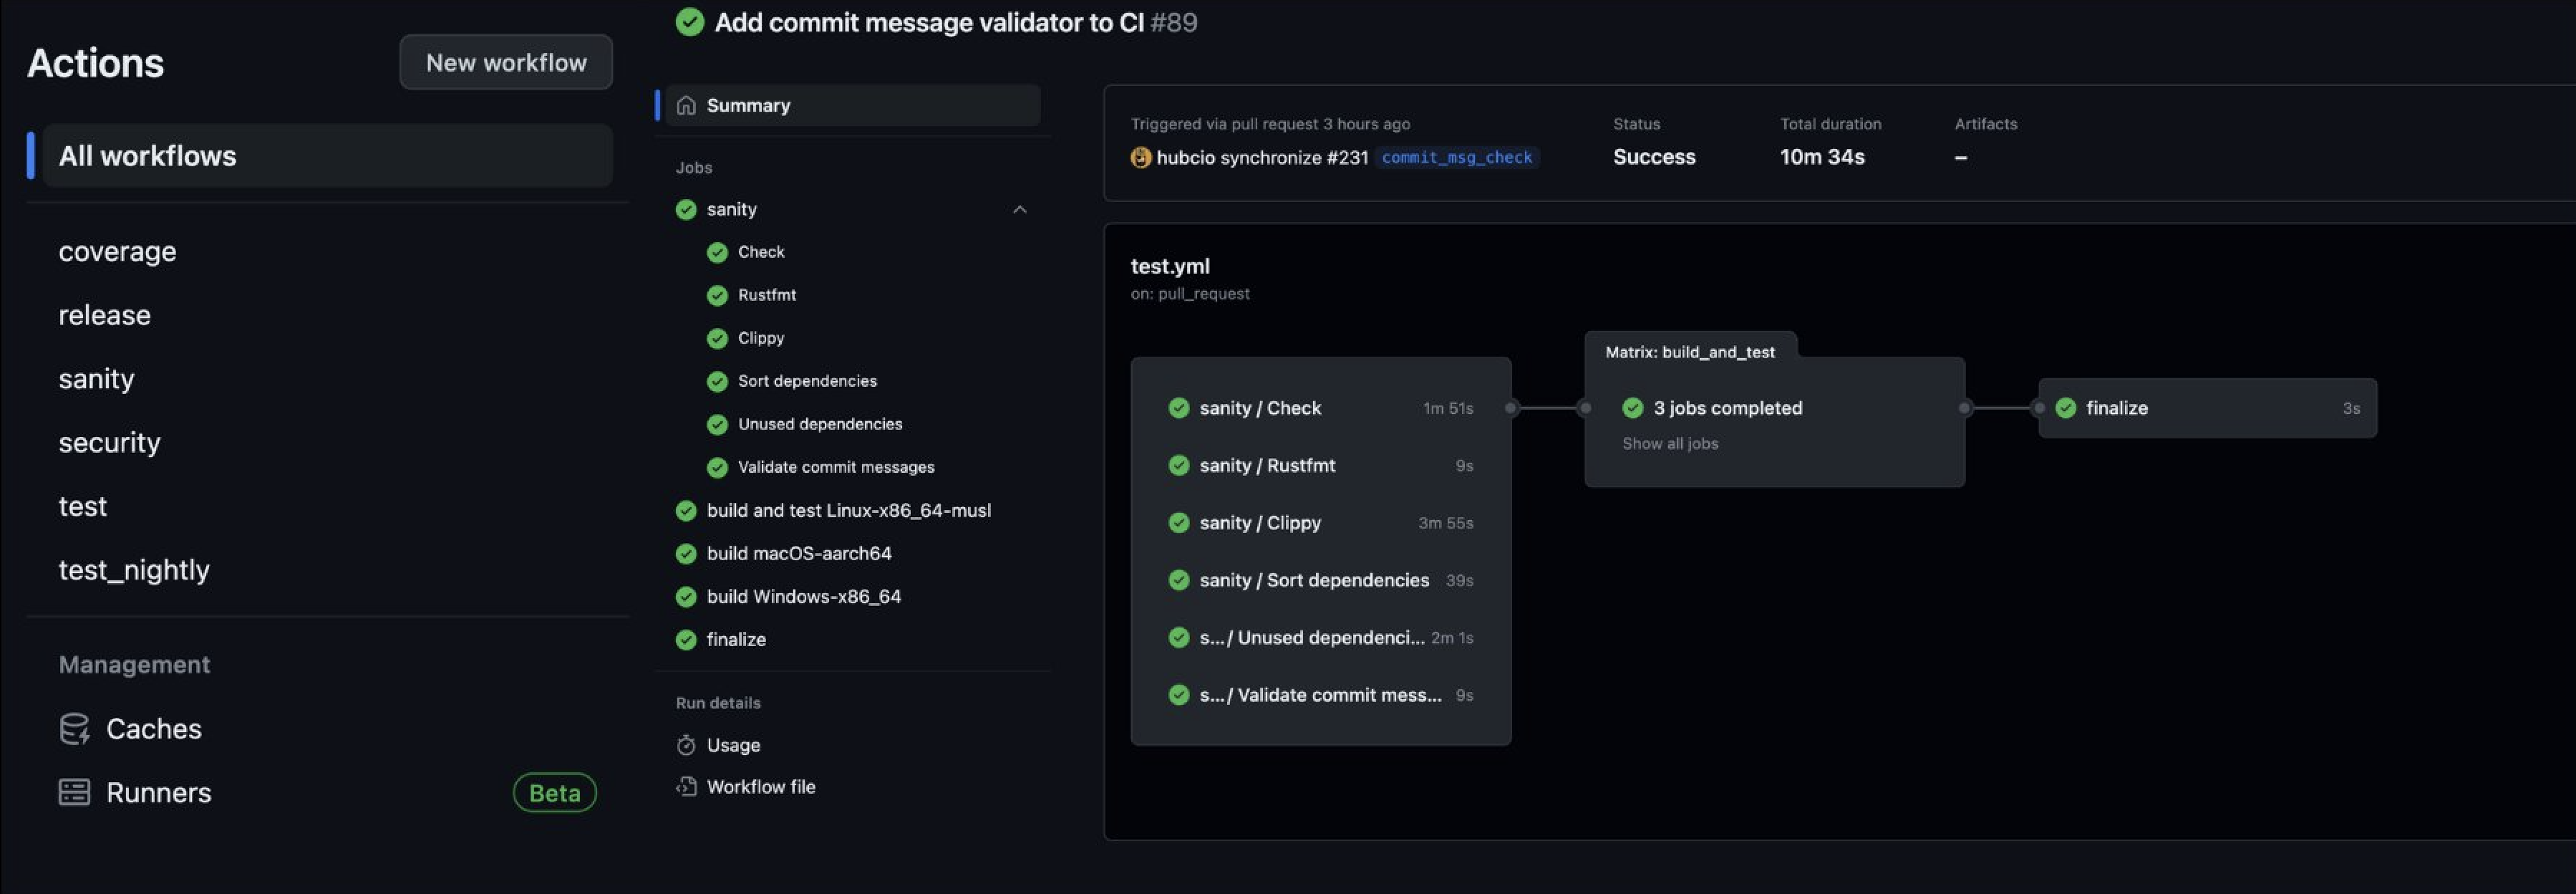 Actions
New workflow
All workflows
coverage
release
sanity
security
test
test_nightly
Management
Caches
Runners
Beta
Add commit message validator to CI #89
Summary
Jobs
sanity
Check
Rustfmt
Clippy
Sort dependencies
Unused dependencies
Validate commit messages
build and test Linux-x86_64-musl
build macOS-aarch64
build Windows-x86_64
finalize
Run details
Usage
Workflow file
Triggered via pull request 3 hours ago
hubcio synchronize #231 commit_msg_check
Status
Success
Total duration
10m 34s
Artifacts
–
test.yml
on: pull_request
sanity / Check 1m 51s
sanity / Rustfmt 9s
sanity / Clippy 3m 55s
sanity / Sort dependencies 39s
s... / Unused dependenci... 2m 1s
s... / Validate commit mess... 9s
Matrix: build_and_test
3 jobs completed
Show all jobs
finalize 3s